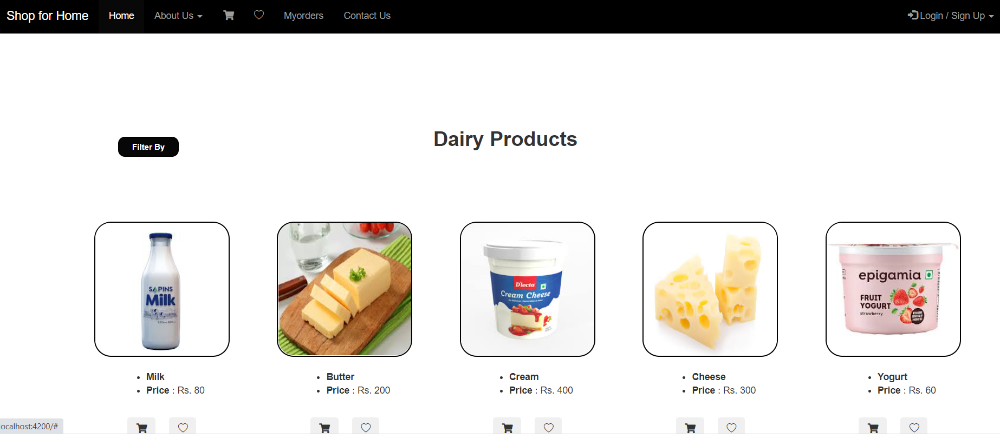 Shop for Home Home About Us Myorders Contact Us Login / Sign Up
Dairy Products
Filter By
SAPINS
Milk
D'lecta
Cream Cheese
epigamia
FRUIT
YOGURT
strawberry
Milk
Price : Rs. 80
Butter
Price : Rs. 200
Cream
Price : Rs. 400
Cheese
Price : Rs. 300
Yogurt
Price : Rs. 60
localhost:4200/#